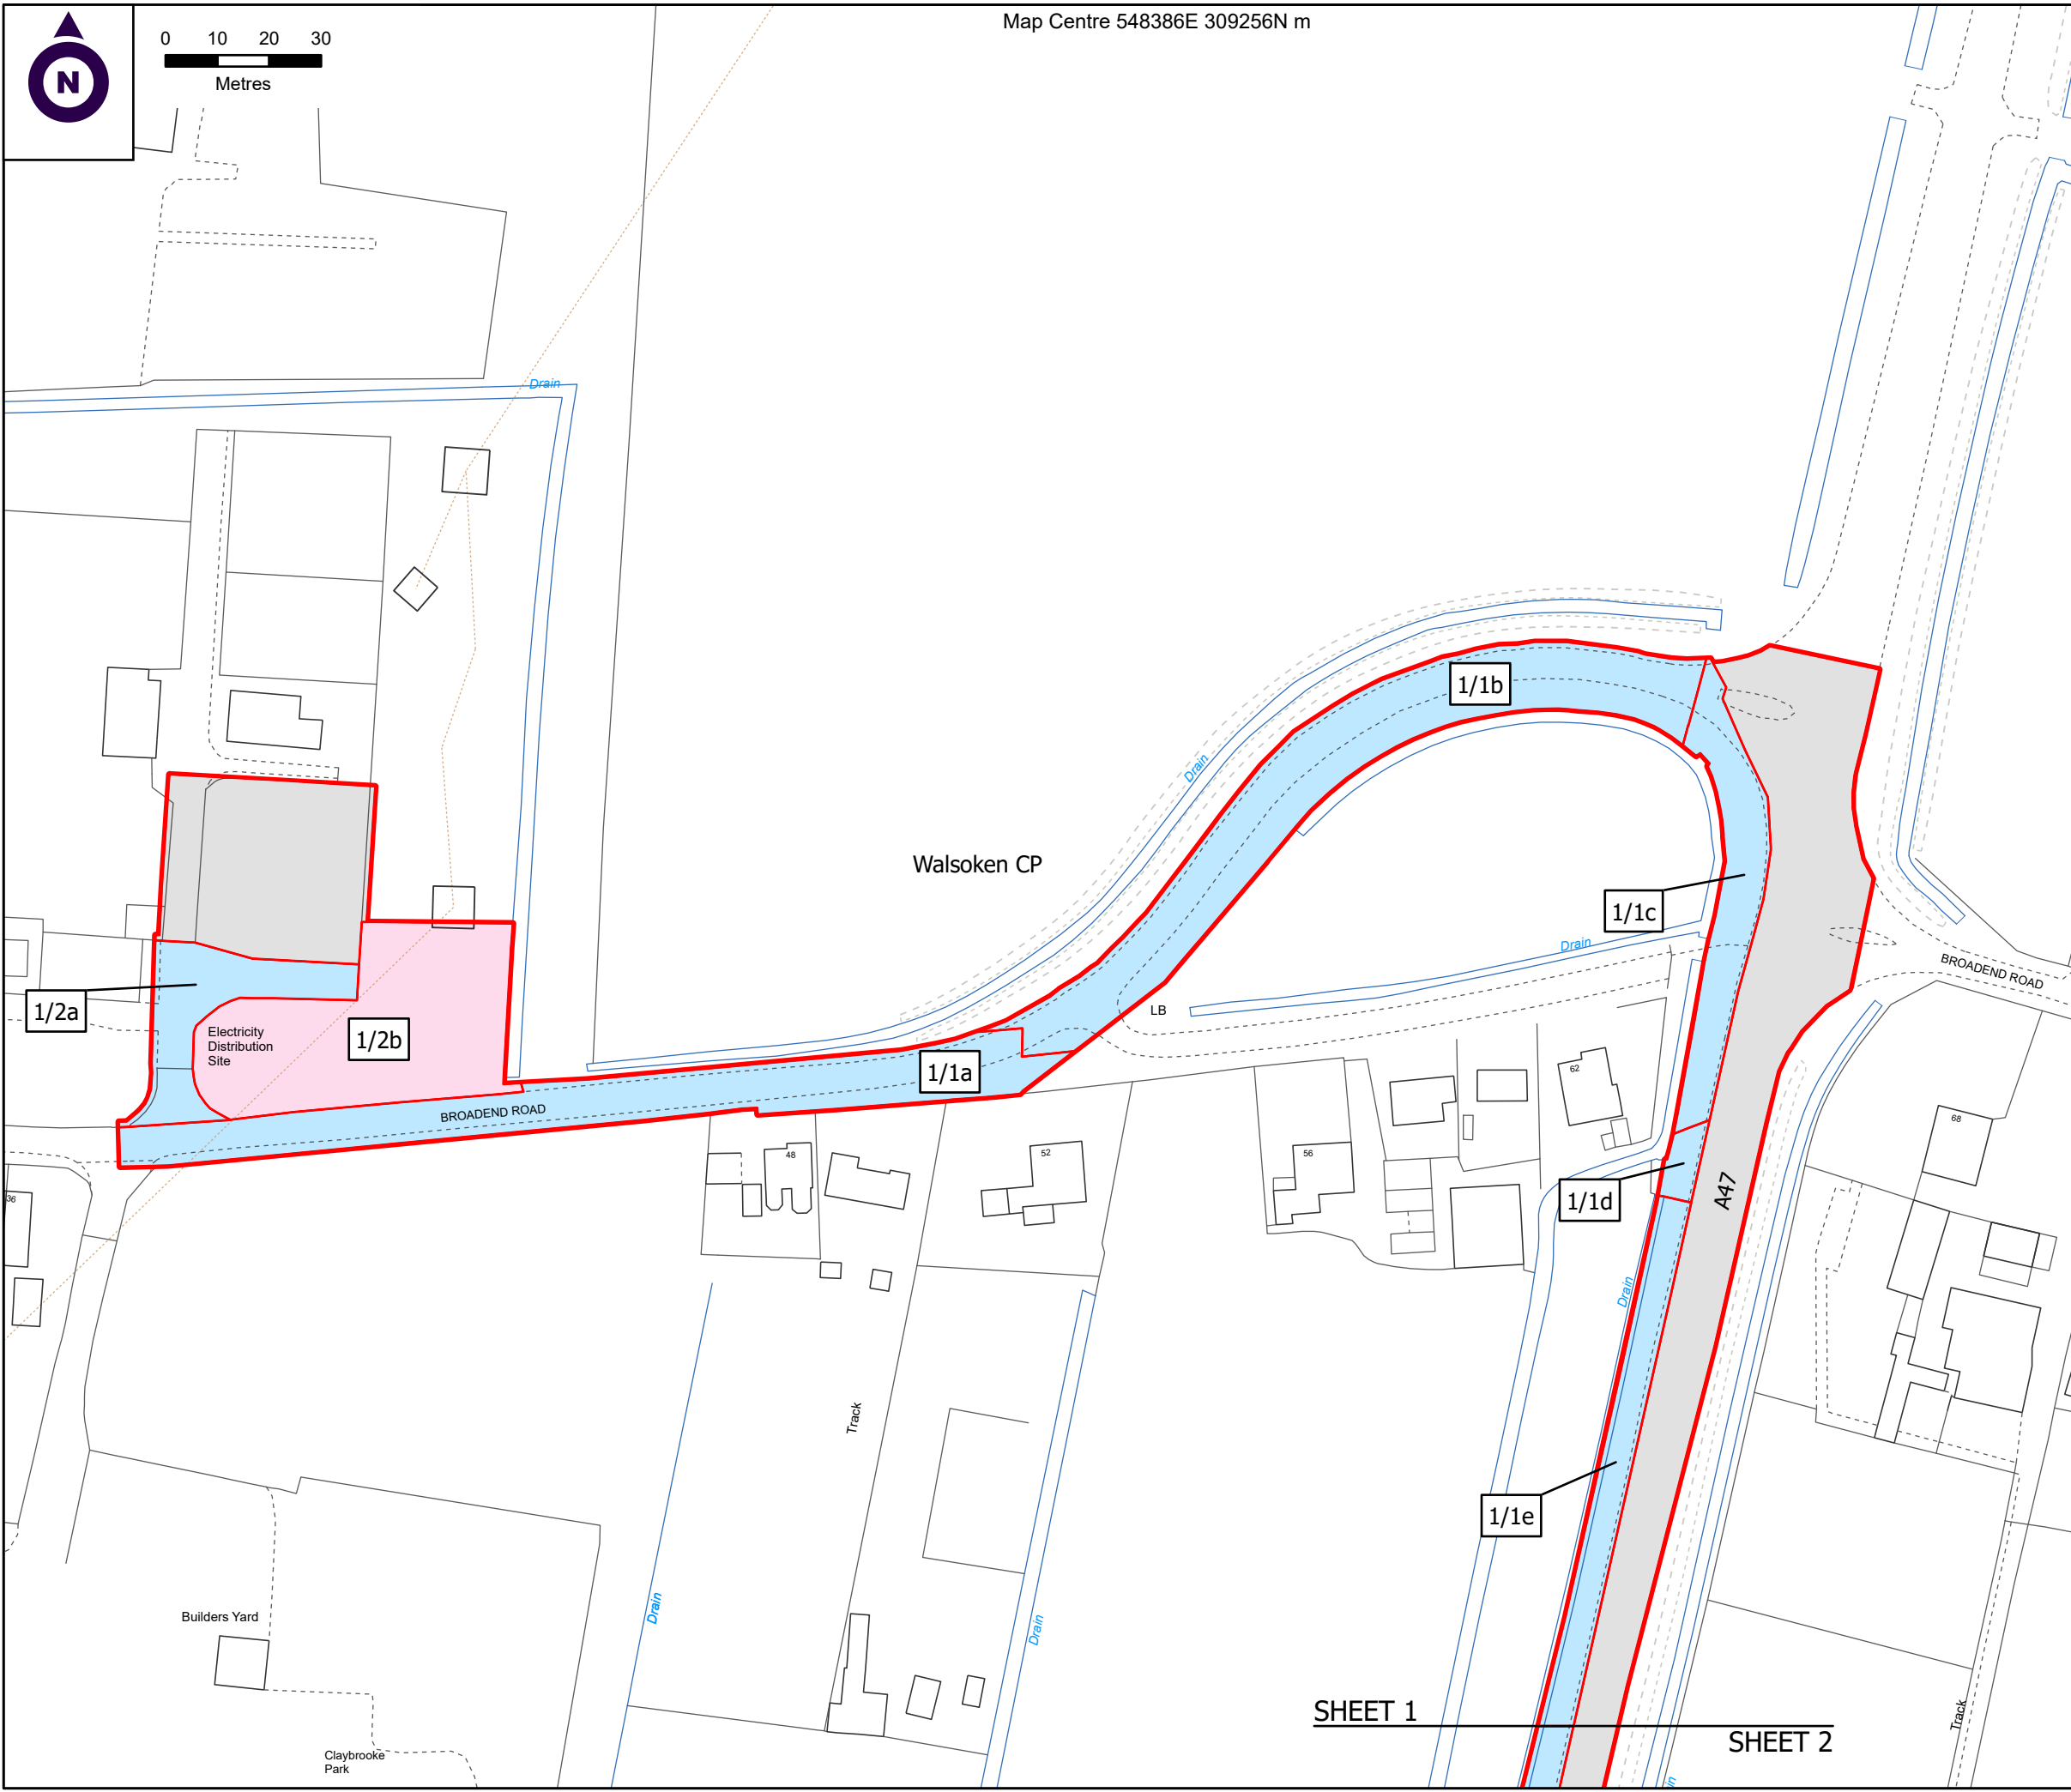 Map Centre 548386E 309256N m
N
0 10 20 30
Metres
Drain
1/1b
Drain
Walsoken CP
1/1c
Drain
BROADEND ROAD
1/2a
LB
Electricity
Distribution
Site
1/2b
1/1a
BROADEND ROAD
62
68
48
52
56
36
1/1d
A47
Drain
Track
1/1e
Drain
Drain
Builders Yard
SHEET 1
SHEET 2
Track
Claybrooke
Park